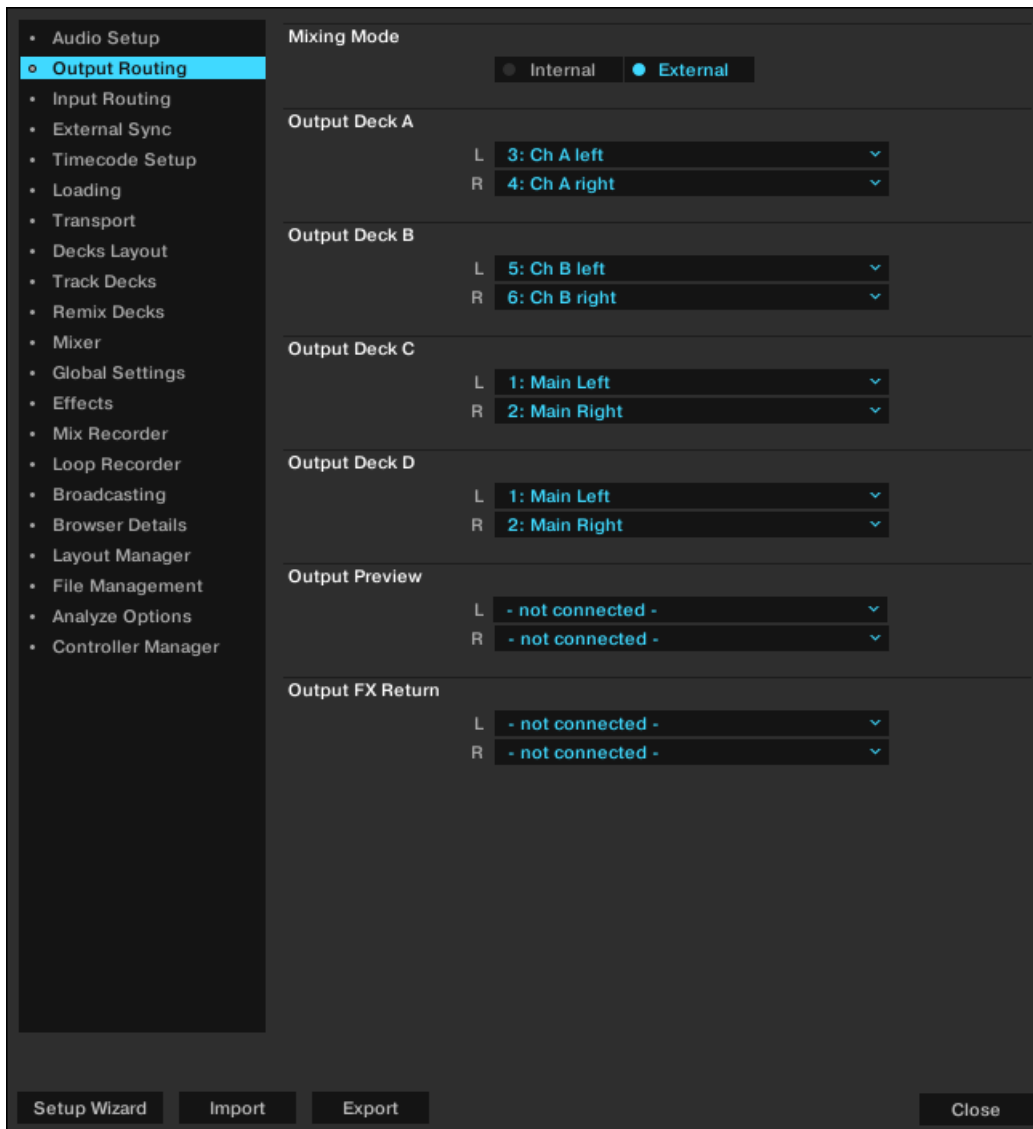 Audio Setup
Output Routing
Input Routing
External Sync
Timecode Setup
Loading
Transport
Decks Layout
Track Decks
Remix Decks
Mixer
Global Settings
Effects
Mix Recorder
Loop Recorder
Broadcasting
Browser Details
Layout Manager
File Management
Analyze Options
Controller Manager
Mixing Mode
Internal External
Output Deck A
L 3: Ch A left
R 4: Ch A right
Output Deck B
L 5: Ch B left
R 6: Ch B right
Output Deck C
L 1: Main Left
R 2: Main Right
Output Deck D
L 1: Main Left
R 2: Main Right
Output Preview
L - not connected -
R - not connected -
Output FX Return
L - not connected -
R - not connected -
Setup Wizard Import Export Close